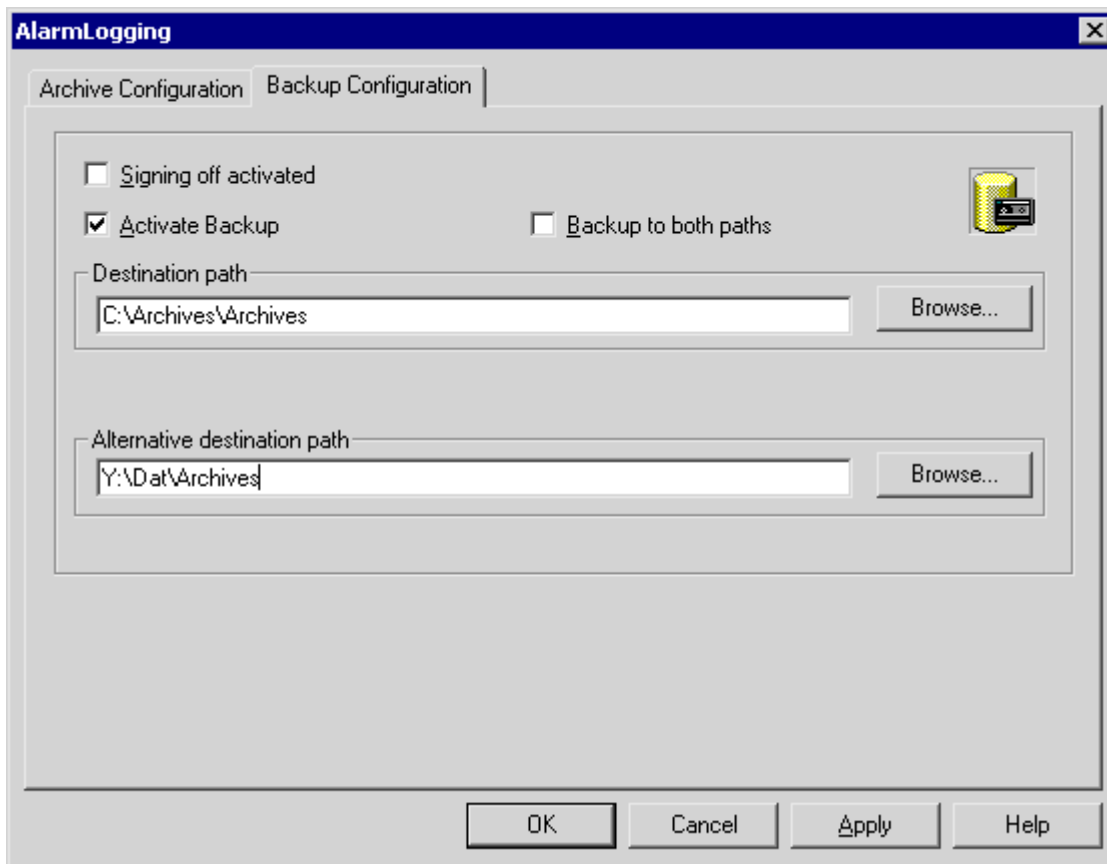 AlarmLogging
Archive Configuration Backup Configuration
Signing off activated
Activate Backup Backup to both paths
Destination path
C:\Archives\Archives Browse...
Alternative destination path
Y:\Dat\Archives Browse...
OK Cancel Apply Help